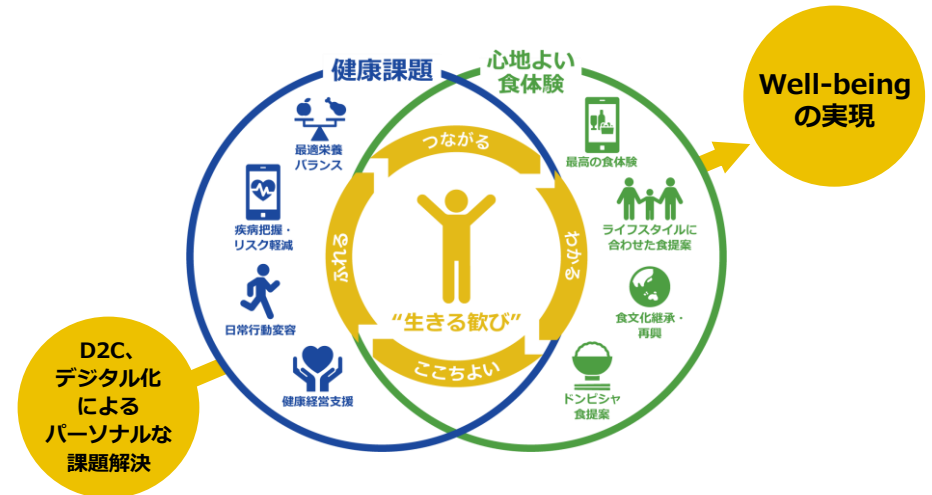 健康課題
心地よい
食体験
Well-being
の実現
最適栄養
バランス
疾病把握・
リスク軽減
日常行動変容
健康経営支援
つながる
わかる
ここちよい
ふれる
“生きる歓び”
最高の食体験
ライフスタイルに
合わせた食提案
食文化継承・
再興
ドンピシャ
食提案
D2C、
デジタル化
による
パーソナルな
課題解決